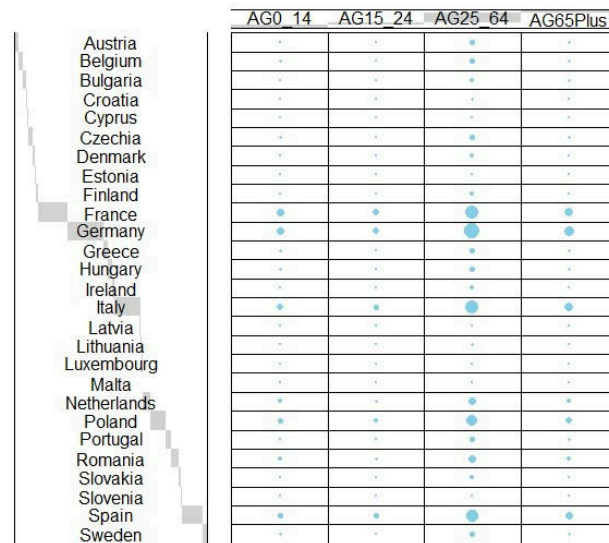 AG0_14 AG15_24 AG25_64 AG65Plus
Austria
Belgium
Bulgaria
Croatia
Cyprus
Czechia
Denmark
Estonia
Finland
France
Germany
Greece
Hungary
Ireland
Italy
Latvia
Lithuania
Luxembourg
Malta
Netherlands
Poland
Portugal
Romania
Slovakia
Slovenia
Spain
Sweden